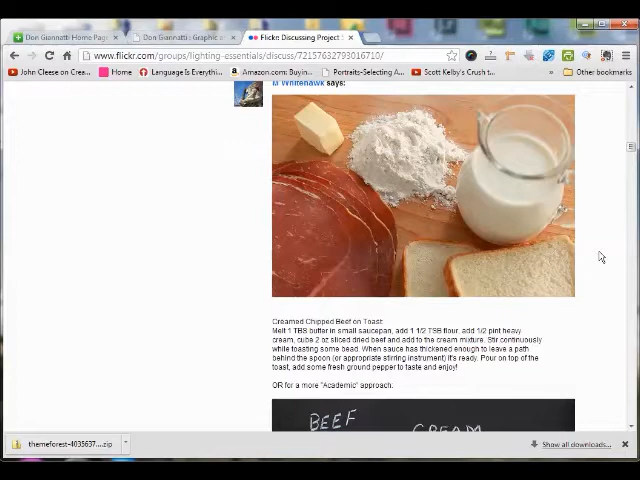 Don Giannatti Home Page
Don Giannatti : Graphic a
Flickr: Discussing Project
www.flickr.com/groups/lighting-essentials/discuss/72157632793016710/
John Cleese on Crea...
Home
Language Is Everythi...
Amazon.com: Buyin...
Portraits-Selecting A...
Scott Kelby's Crush t...
»
Other bookmarks
M Whitehawk says:
Creamed Chipped Beef on Toast:
Melt 1 TBS butter in small saucepan, add 1 1/2 TSB flour, add 1/2 pint heavy
cream, cube 2 oz sliced dried beef and add to the cream mixture. Stir continuously
while toasting some bead. When sauce has thickened enough to leave a path
behind the spoon (or appropriate stirring instrument) it's ready. Pour on top of the
toast, add some fresh ground pepper to taste and enjoy!
OR for a more "Academic" approach:
BEEF
CREAM
themeforest-4035637....zip
Show all downloads...